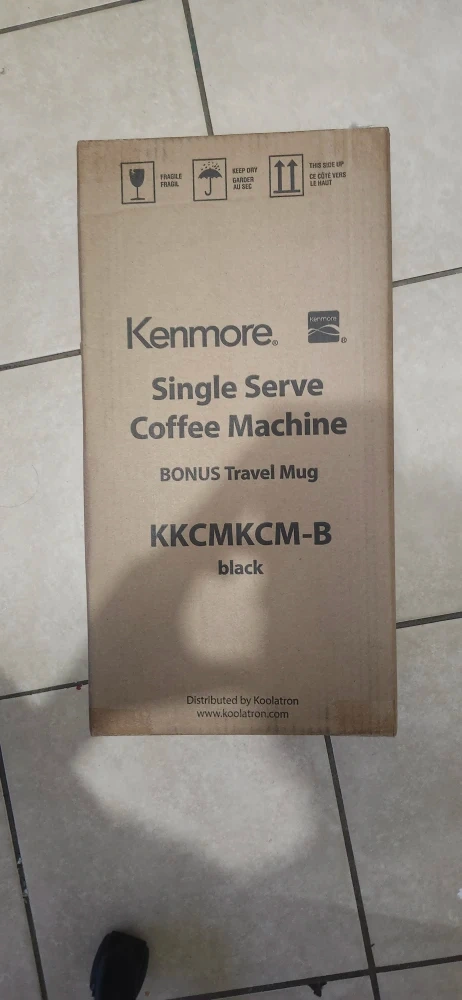 FRAGILE
FRAGIL
KEEP DRY
GARDER
AU SEC
THIS SIDE UP
CE CÔTÉ VERS
LE HAUT
Kenmore®
Kenmore®
Single Serve
Coffee Machine
BONUS Travel Mug
KKCMKCM-B
black
Distributed by Koolatron
www.koolatron.com